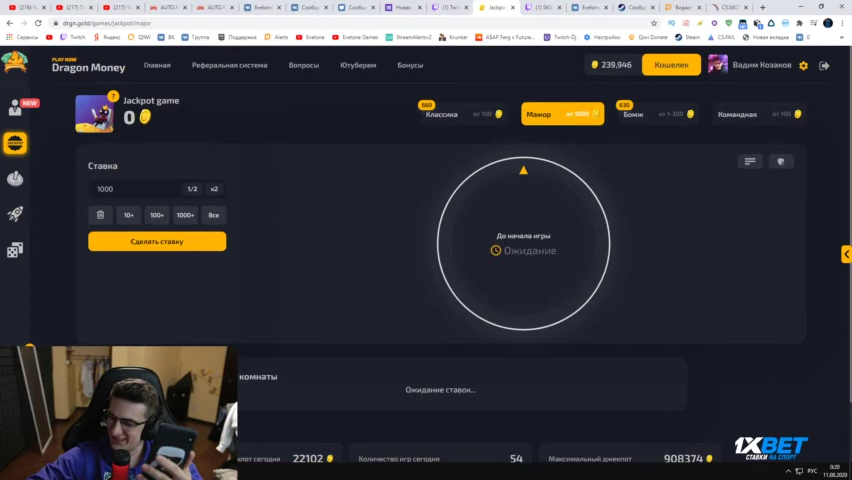 drgn.gold/games/jackpot/major
Сервисы
Twitch
Яндекс
QIWI
ВК
Группа
Поддержка
Alerts
Evelone
Evelone Games
StreamAlertsv2
Krunker
A$AP Ferg x Future...
Twitch-Dj
Настройки
Qiwi Donate
Steam
CS.FAIL
Новая вкладка
PLAY NOW
Dragon Money
Главная
Реферальная система
Вопросы
Ютуберам
Бонусы
239,946
Кошелек
Вадим Козаков
NEW
?
Jackpot game
0
660
Классика
от 100
Мажор
от 1000
630
Бомж
от 1-300
Командная
от 100
JACKPOT
Ставка
1000
1/2
x2
10+
100+
1000+
Все
Сделать ставку
До начала игры
Ожидание
комнаты
Ожидание ставок...
сегодня
22102
Количество игр сегодня
54
Максимальный джекпот
908374
1XBET
СТАВКИ НА СПОРТ
РУС
0:20
11.08.2020